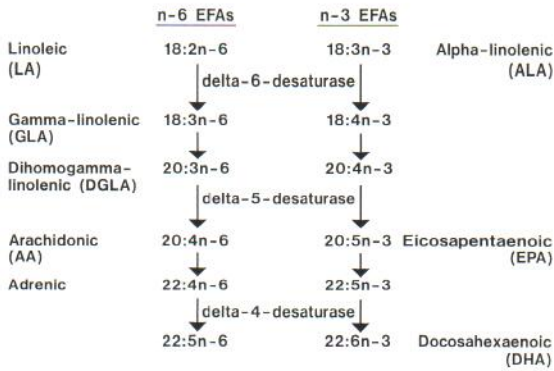 n-6 EFAs n-3 EFAs
Linoleic 18:2n-6 18:3n-3 Alpha-linolenic
(LA) (ALA)
delta-6-desaturase
Gamma-linolenic 18:3n-6 18:4n-3
(GLA)
Dihomogamma- 20:3n-6 20:4n-3
linolenic (DGLA)
delta-5-desaturase
Arachidonic 20:4n-6 20:5n-3 Eicosapentaenoic
(AA) (EPA)
Adrenic 22:4n-6 22:5n-3
delta-4-desaturase
22:5n-6 22:6n-3 Docosahexaenoic
(DHA)